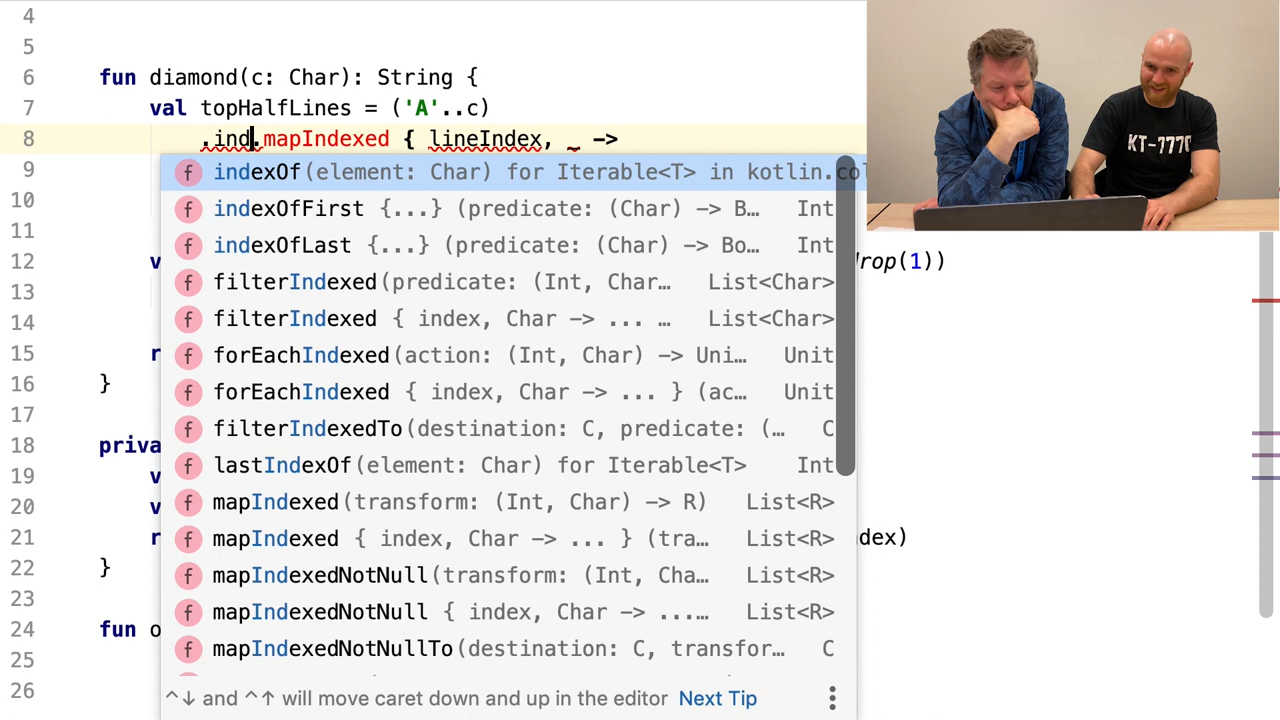 4
5
6 fun diamond(c: Char): String {
7 val topHalfLines = ('A'..c)
8 .ind.mapIndexed { lineIndex, _ ->
9 f indexOf(element: Char) for Iterable<T> in kotlin.col
10 f indexOfFirst {...} (predicate: (Char) -> B… Int
11 f indexOfLast {...} (predicate: (Char) -> Bo… Int
12 v rop(1))
f filterIndexed(predicate: (Int, Char… List<Char>
13
14 f filterIndexed { index, Char -> ... … List<Char>
15 r f forEachIndexed(action: (Int, Char) -> Uni… Unit
16 } f forEachIndexed { index, Char -> ... } (ac… Unit
17 f filterIndexedTo(destination: C, predicate: (… C
18 priva
f lastIndexOf(element: Char) for Iterable<T> Int
19 v
20 v f mapIndexed(transform: (Int, Char) -> R) List<R>
21 r f mapIndexed { index, Char -> ... } (tra… List<R> dex)
22 } f mapIndexedNotNull(transform: (Int, Cha… List<R>
23 f mapIndexedNotNull { index, Char -> ...… List<R>
24 fun o
f mapIndexedNotNullTo(destination: C, transfor… C
25
26 ^↓ and ^↑ will move caret down and up in the editor Next Tip
KT-7770